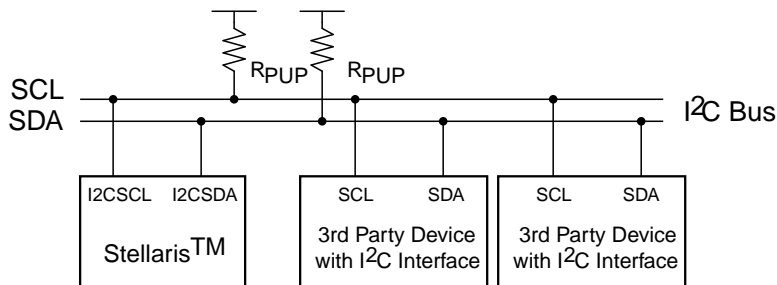 RPUP RPUP
SCL
SDA
I²C Bus
I2CSCL I2CSDA SCL SDA SCL SDA
Stellaris™
3rd Party Device
with I²C Interface
3rd Party Device
with I²C Interface